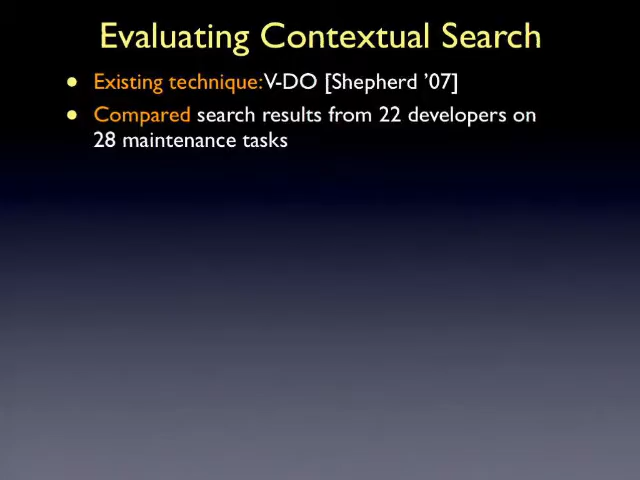 Evaluating Contextual Search
• Existing technique: V-DO [Shepherd ’07]
• Compared search results from 22 developers on
28 maintenance tasks